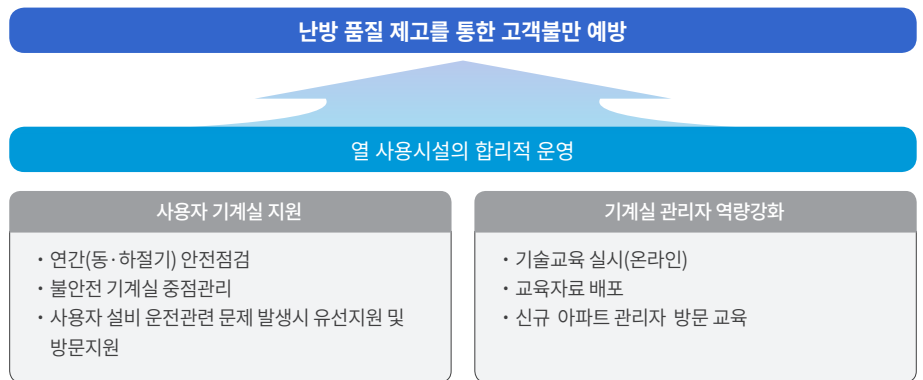 난방 품질 제고를 통한 고객불만 예방
열 사용시설의 합리적 운영
사용자 기계실 지원
• 연간(동·하절기) 안전점검
• 불안전 기계실 중점관리
• 사용자 설비 운전관련 문제 발생시 유선지원 및
방문지원
기계실 관리자 역량강화
• 기술교육 실시(온라인)
• 교육자료 배포
• 신규 아파트 관리자 방문 교육